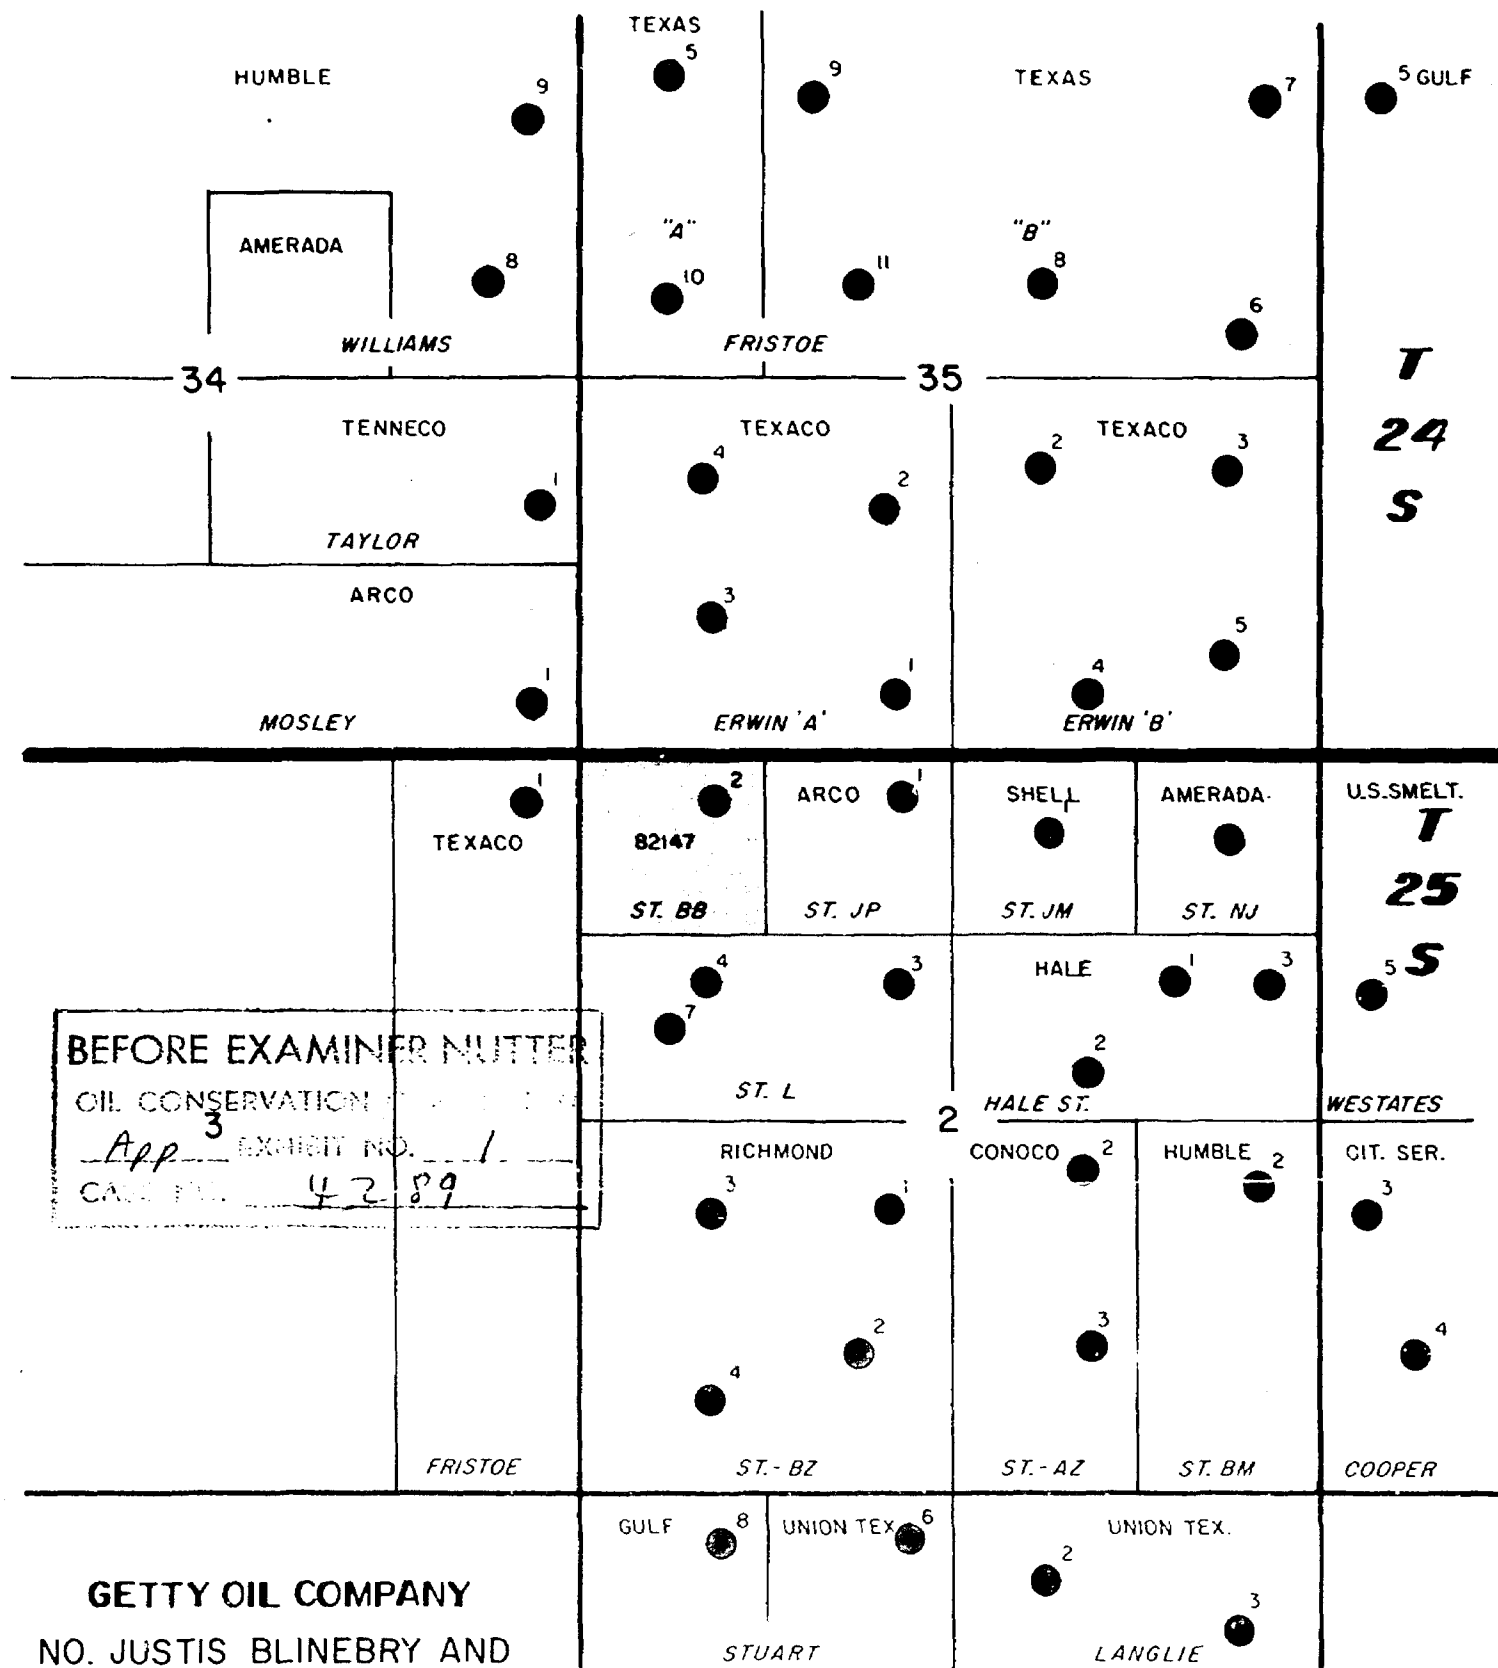 TEXAS
HUMBLE 9 5 9 TEXAS 7 5 GULF
AMERADA "A" "B"
8 10 11 8 6
WILLIAMS FRISTOE
34 35 T
TENNECO TEXACO TEXACO 24
4 2 3
1 2 S
TAYLOR
ARCO
3 5
1 1 4
MOSLEY ERWIN 'A' ERWIN 'B'
1 2 ARCO 1 SHELL AMERADA U.S.SMELT.
TEXACO 82147 T
25
ST. BB ST. JP ST. JM ST. NJ
4 3 HALE 1 3 5 S
7
BEFORE EXAMINER NUTTER
2
OIL CONSERVATION
ST. L HALE ST. WESTATES
3 2
App EXHIBIT NO. 1
RICHMOND CONOCO 2 HUMBLE 2 CIT. SER.
CASE NO. 4289
3 1 3
2 3 4
4
FRISTOE ST.-BZ ST.-AZ ST. BM COOPER
GULF 8 UNION TEX. 6 UNION TEX.
2
3
GETTY OIL COMPANY
NO. JUSTIS BLINEBRY AND
STUART LANGLIE